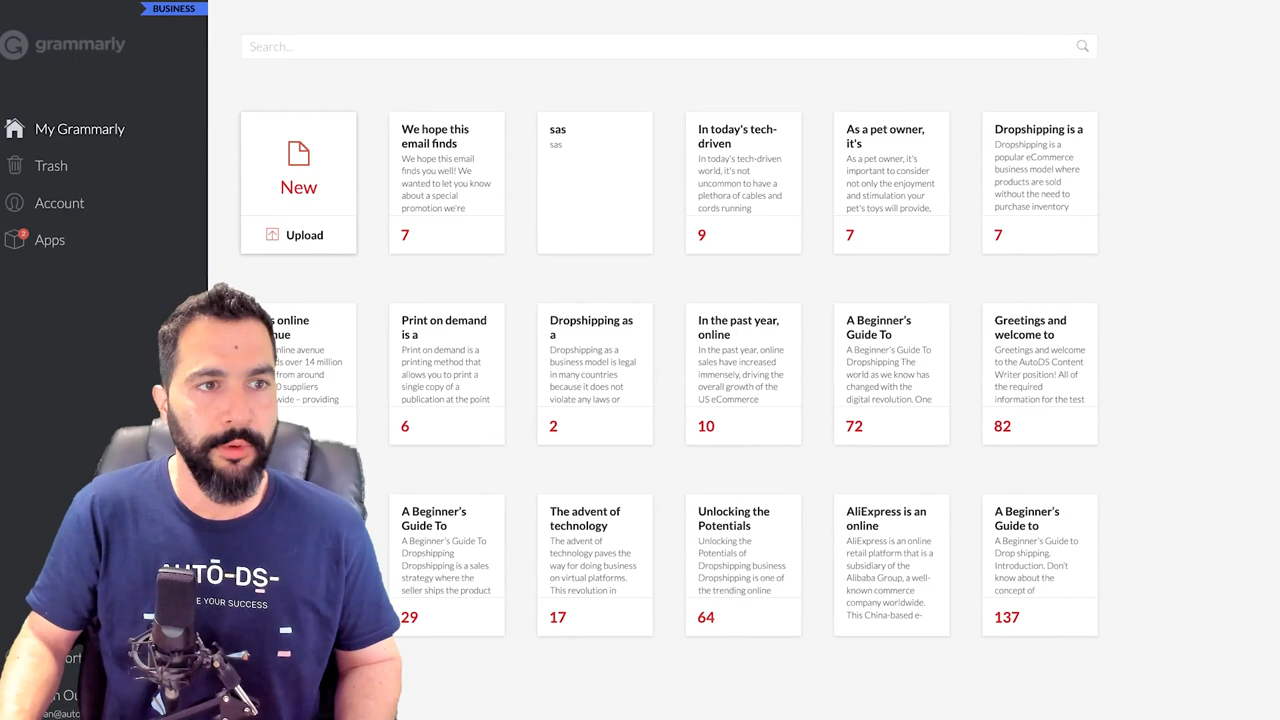 BUSINESS
grammarly
My Grammarly
Trash
Account
2
Apps
Search...
New
Upload
We hope this
email finds
We hope this email
finds you well! We
wanted to let you know
about a special
promotion we're
7
sas
sas
In today's tech-
driven
In today's tech-driven
world, it's not
uncommon to have a
plethora of cables and
cords running
9
As a pet owner,
it's
As a pet owner, it's
important to consider
not only the enjoyment
and stimulation your
pet's toys will provide,
7
Dropshipping is a
Dropshipping is a
popular eCommerce
business model where
products are sold
without the need to
purchase inventory
7
online
nline avenue
over 14 million
from around
suppliers
wide – providing
Print on demand
is a
Print on demand is a
printing method that
allows you to print a
single copy of a
publication at the point
6
Dropshipping as
a
Dropshipping as a
business model is legal
in many countries
because it does not
violate any laws or
2
In the past year,
online
In the past year, online
sales have increased
immensely, driving the
overall growth of the
US eCommerce
10
A Beginner's
Guide To
A Beginner's Guide To
Dropshipping The
world as we know has
changed with the
digital revolution. One
72
Greetings and
welcome to
Greetings and welcome
to the AutoDS Content
Writer position! All of
the required
information for the test
82
A Beginner's
Guide To
A Beginner's Guide To
Dropshipping
Dropshipping is a sales
strategy where the
seller ships the product
29
The advent of
technology
The advent of
technology paves the
way for doing business
on virtual platforms.
This revolution in
17
Unlocking the
Potentials
Unlocking the
Potentials of
Dropshipping business
Dropshipping is one of
the trending online
64
AliExpress is an
online
AliExpress is an online
retail platform that is a
subsidiary of the
Alibaba Group, a well-
known commerce
company worldwide.
This China-based e-
A Beginner's
Guide to
A Beginner's Guide to
Drop shipping.
Introduction. Don't
know about the
concept of
137
AUTO-DS-
E YOUR SUCCESS